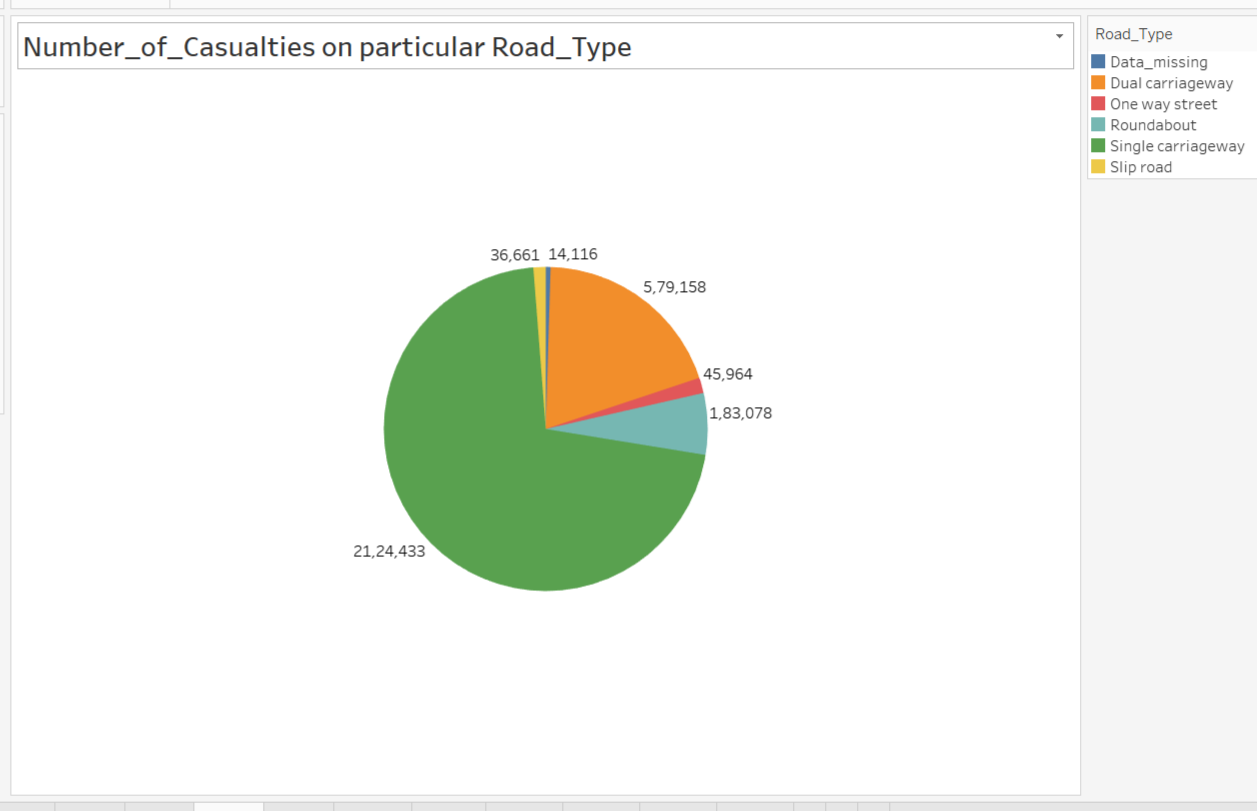 Number_of_Casualties on particular Road_Type
Road_Type
Data_missing
Dual carriageway
One way street
Roundabout
Single carriageway
Slip road
36,661
14,116
5,79,158
45,964
1,83,078
21,24,433